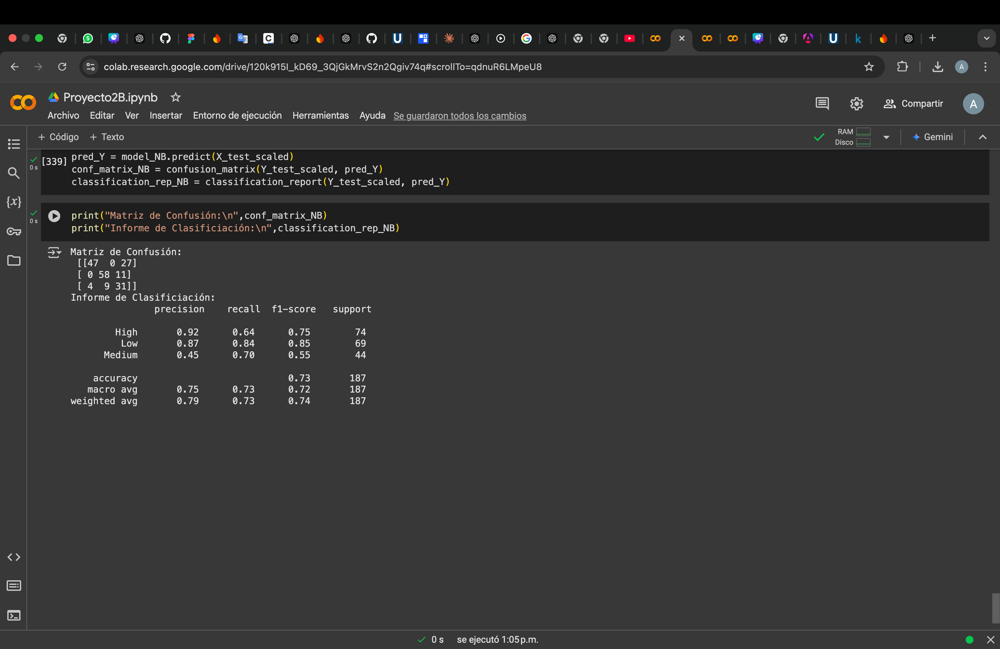 5
colab.research.google.com/drive/120k915I_kD69_3QjGkMrvS2n2Qgiv74q#scrollTo=qdnuR6LMpeU8
A
Proyecto2B.ipynb
Archivo Editar Ver Insertar Entorno de ejecución Herramientas Ayuda Se guardaron todos los cambios
Compartir
A
+ Código + Texto
RAM
Disco
Gemini
[339] pred_Y = model_NB.predict(X_test_scaled)
0 s
conf_matrix_NB = confusion_matrix(Y_test_scaled, pred_Y)
classification_rep_NB = classification_report(Y_test_scaled, pred_Y)
print("Matriz de Confusión:\n",conf_matrix_NB)
0 s
print("Informe de Clasificiación:\n",classification_rep_NB)
Matriz de Confusión:
[[47 0 27]
[ 0 58 11]
[ 4 9 31]]
Informe de Clasificiación:
precision recall f1-score support
High 0.92 0.64 0.75 74
Low 0.87 0.84 0.85 69
Medium 0.45 0.70 0.55 44
accuracy 0.73 187
macro avg 0.75 0.73 0.72 187
weighted avg 0.79 0.73 0.74 187
0 s se ejecutó 1:05 p.m.